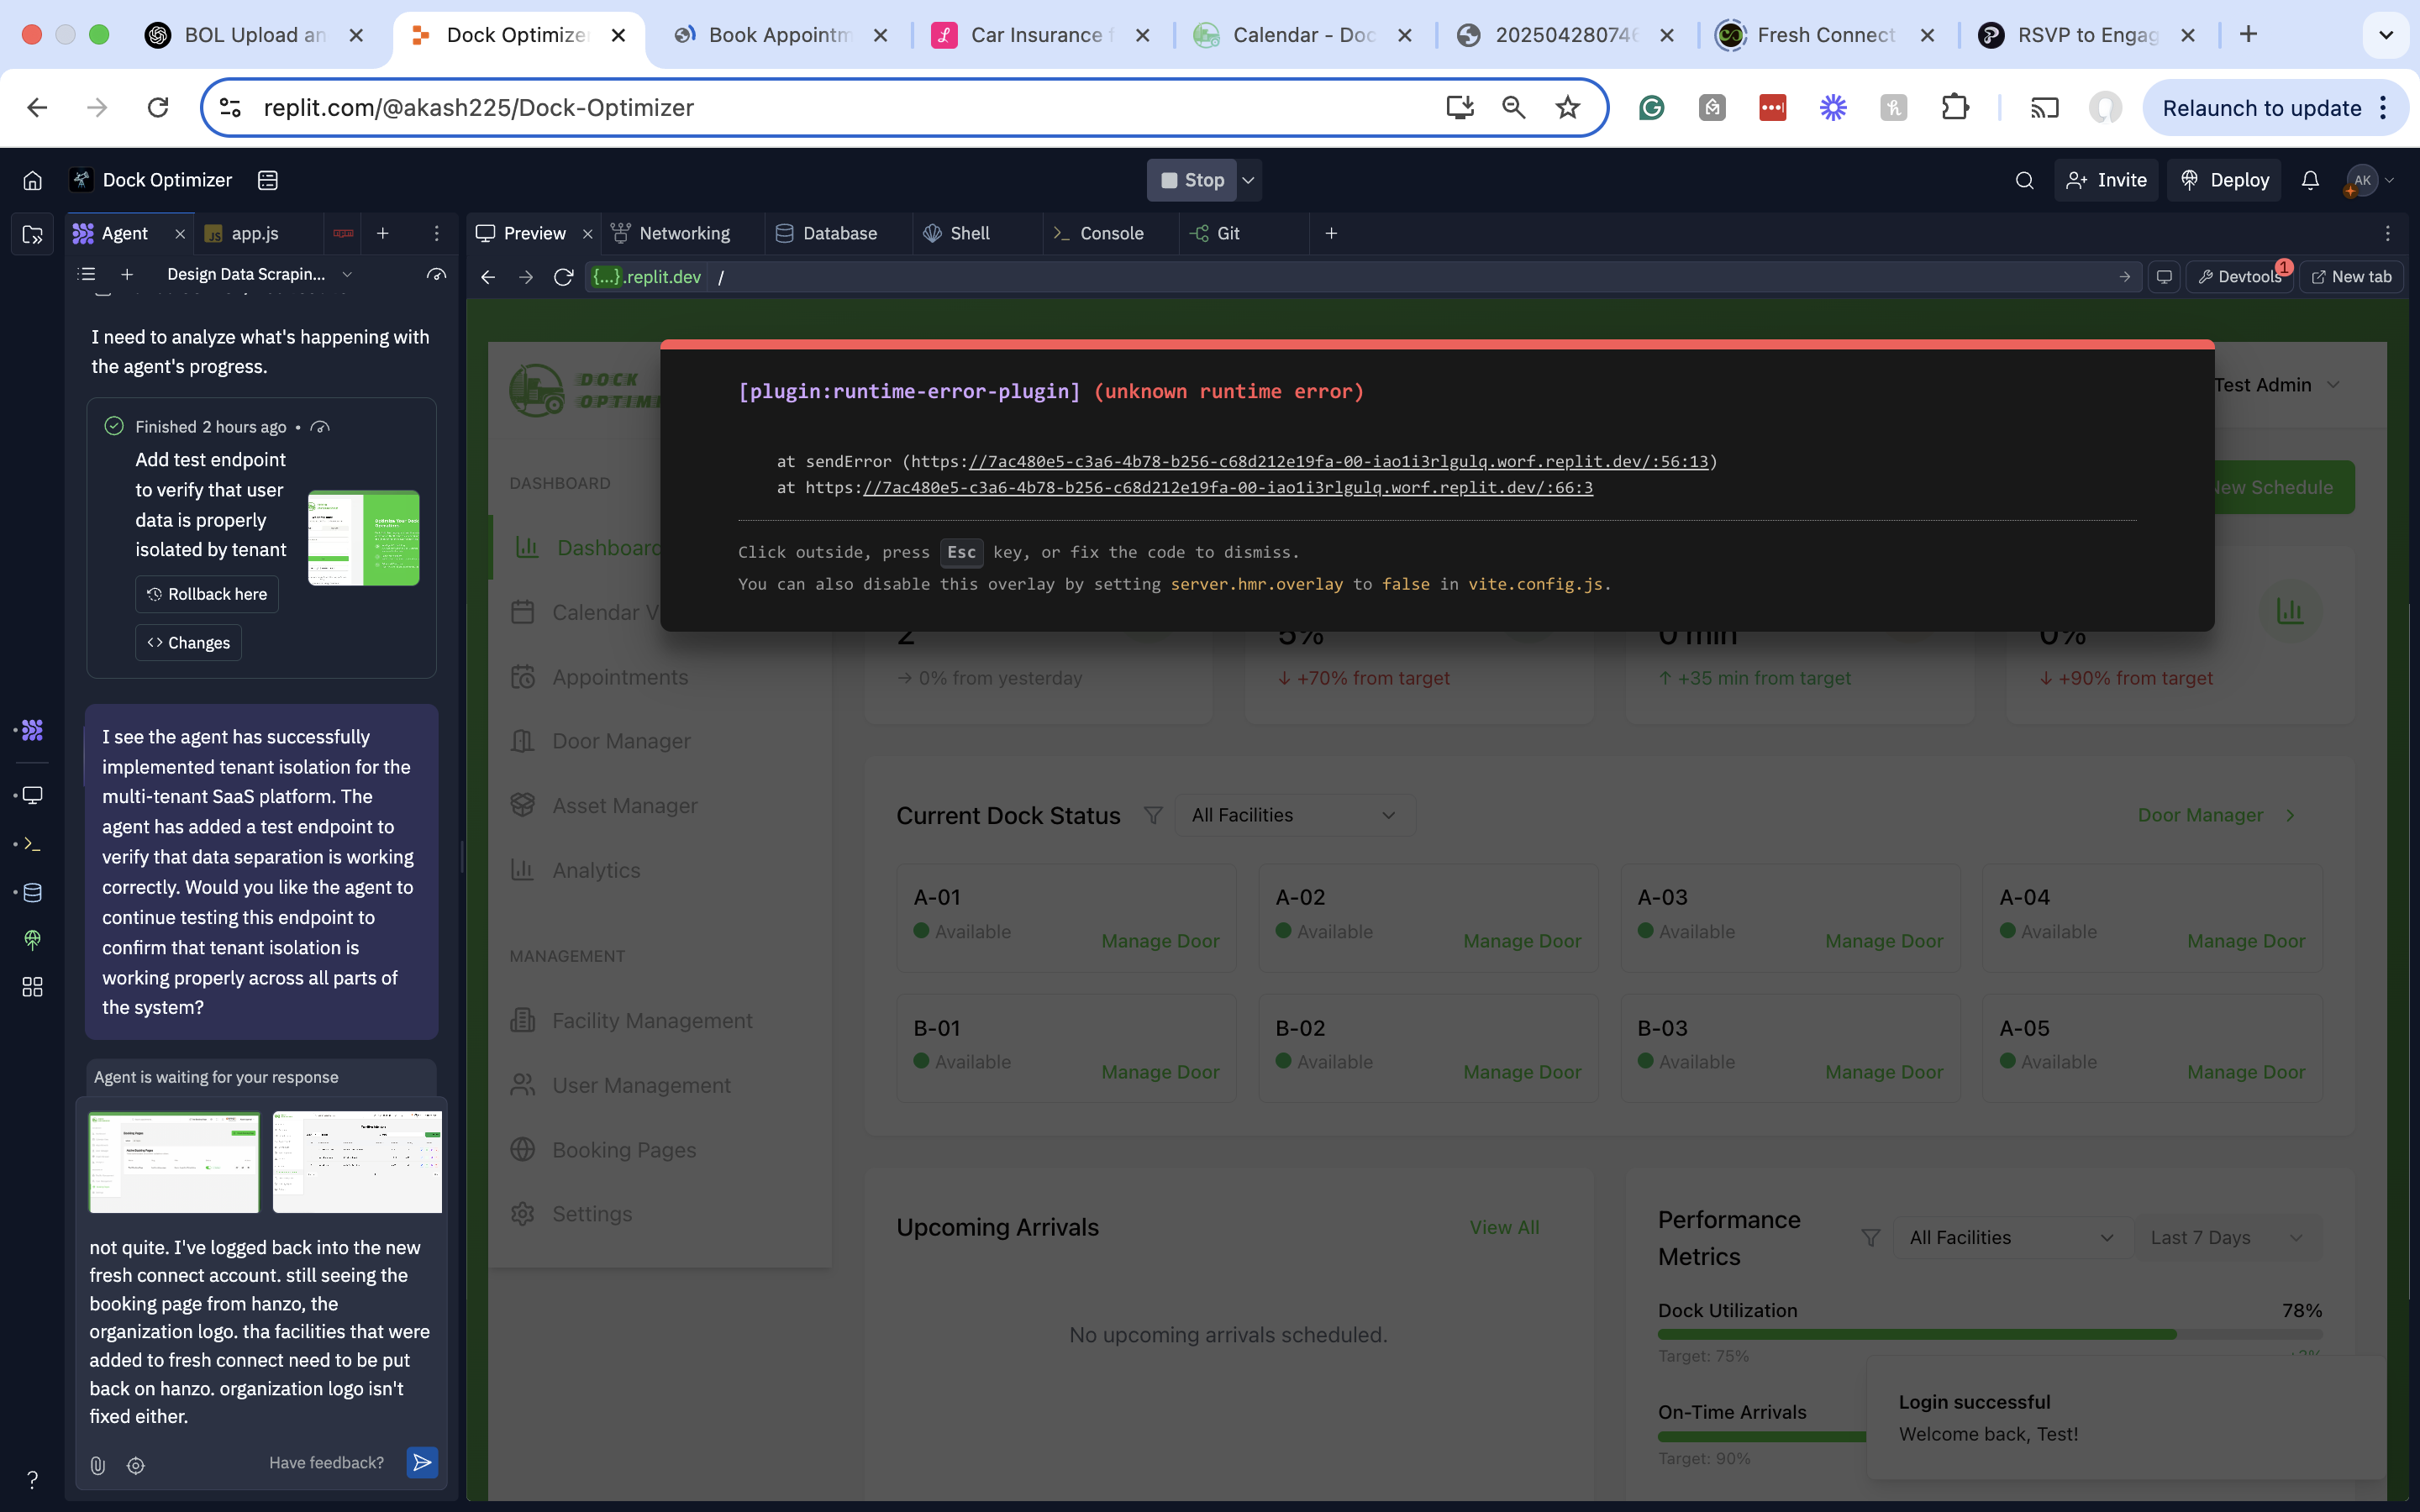 BOL Upload an
Dock Optimize
Book Appointm
Car Insurance f
Calendar - Doc
2025042807
Fresh Connect
RSVP to Engag
replit.com/@akash225/Dock-Optimizer
Relaunch to update
Dock Optimizer
Stop
Invite
Deploy
AK
Agent
JS app.js
Preview
Networking
Database
Shell
Console
Git
Design Data Scrapin...
{...}.replit.dev /
Devtools 1
New tab
I need to analyze what's happening with
the agent's progress.
Finished 2 hours ago •
Add test endpoint
to verify that user
data is properly
isolated by tenant
Rollback here
Changes
I see the agent has successfully
implemented tenant isolation for the
multi-tenant SaaS platform. The
agent has added a test endpoint to
verify that data separation is working
correctly. Would you like the agent to
continue testing this endpoint to
confirm that tenant isolation is
working properly across all parts of
the system?
Agent is waiting for your response
not quite. I've logged back into the new
fresh connect account. still seeing the
booking page from hanzo, the
organization logo. tha facilities that were
added to fresh connect need to be put
back on hanzo. organization logo isn't
fixed either.
Have feedback?
?
DOCK
OPTIM
Test Admin
[plugin:runtime-error-plugin] (unknown runtime error)
at sendError (https://7ac480e5-c3a6-4b78-b256-c68d212e19fa-00-iao1i3rlgulq.worf.replit.dev/:56:13)
at https://7ac480e5-c3a6-4b78-b256-c68d212e19fa-00-iao1i3rlgulq.worf.replit.dev/:66:3
Click outside, press Esc key, or fix the code to dismiss.
You can also disable this overlay by setting server.hmr.overlay to false in vite.config.js.
New Schedule
DASHBOARD
Dashboard
Calendar V
Appointments
Door Manager
Asset Manager
Analytics
MANAGEMENT
Facility Management
User Management
Booking Pages
Settings
2
→ 0% from yesterday
5%
↓ +70% from target
0 min
↑ +35 min from target
0%
↓ +90% from target
Current Dock Status
All Facilities
Door Manager
A-01
Available
Manage Door
A-02
Available
Manage Door
A-03
Available
Manage Door
A-04
Available
Manage Door
B-01
Available
Manage Door
B-02
Available
Manage Door
B-03
Available
Manage Door
A-05
Available
Manage Door
Upcoming Arrivals
View All
No upcoming arrivals scheduled.
Performance
Metrics
All Facilities
Last 7 Days
Dock Utilization
78%
Target: 75%
On-Time Arrivals
Target: 90%
Login successful
Welcome back, Test!